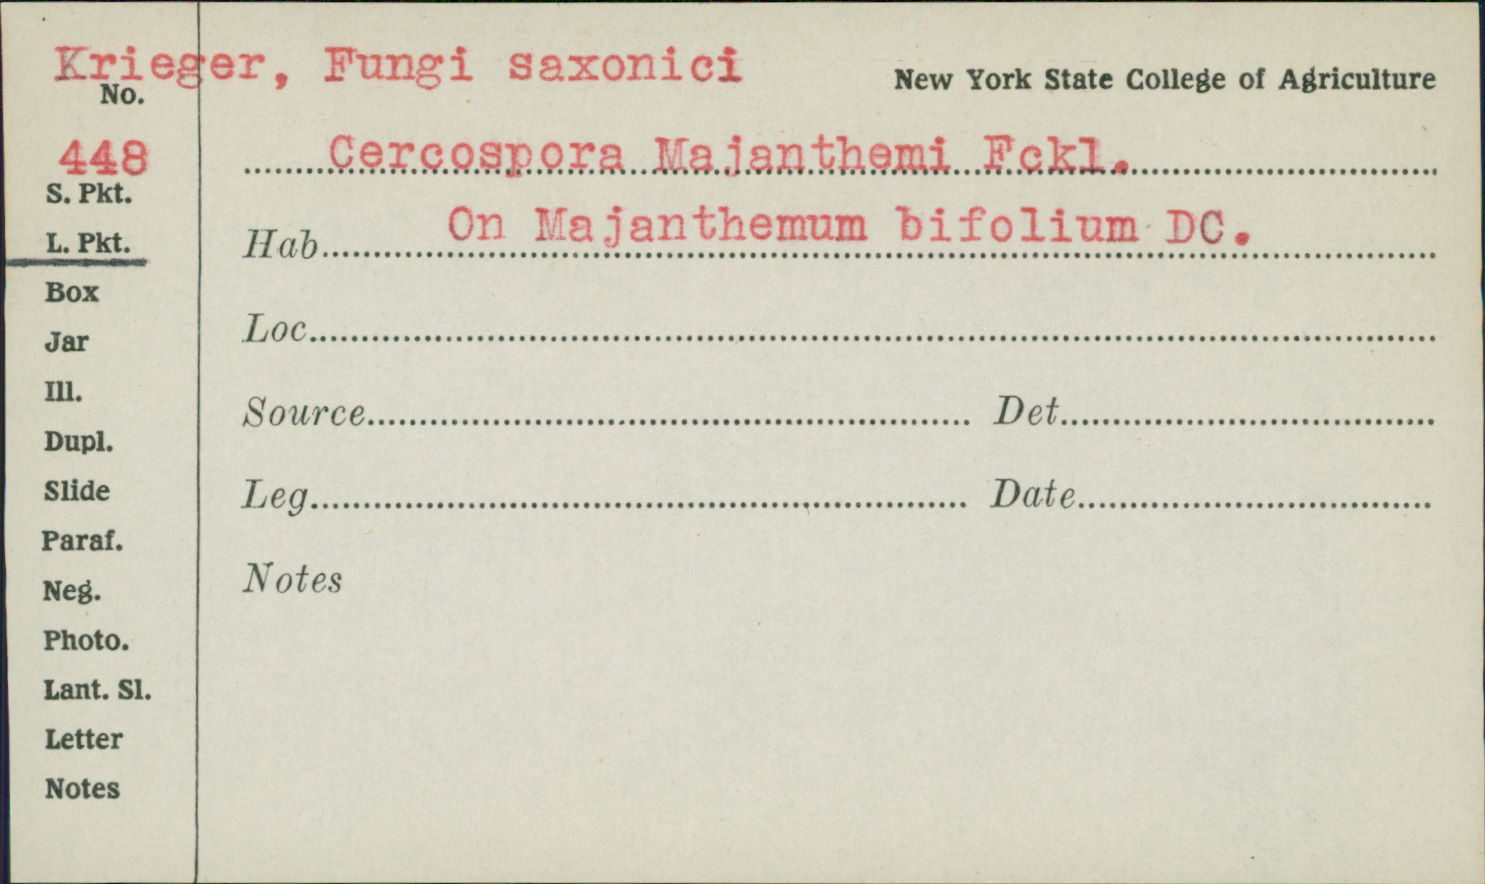 Krieger, Fungi saxonici
New York State College of Agriculture
No.
448
Cercospora Majanthemi Fckl.
S. Pkt.
Hab. On Majanthemum bifolium DC.
L. Pkt.
Box
Loc.
Jar
Ill.
Source Det.
Dupl.
Slide
Leg. Date
Paraf.
Neg.
Notes
Photo.
Lant. Sl.
Letter
Notes